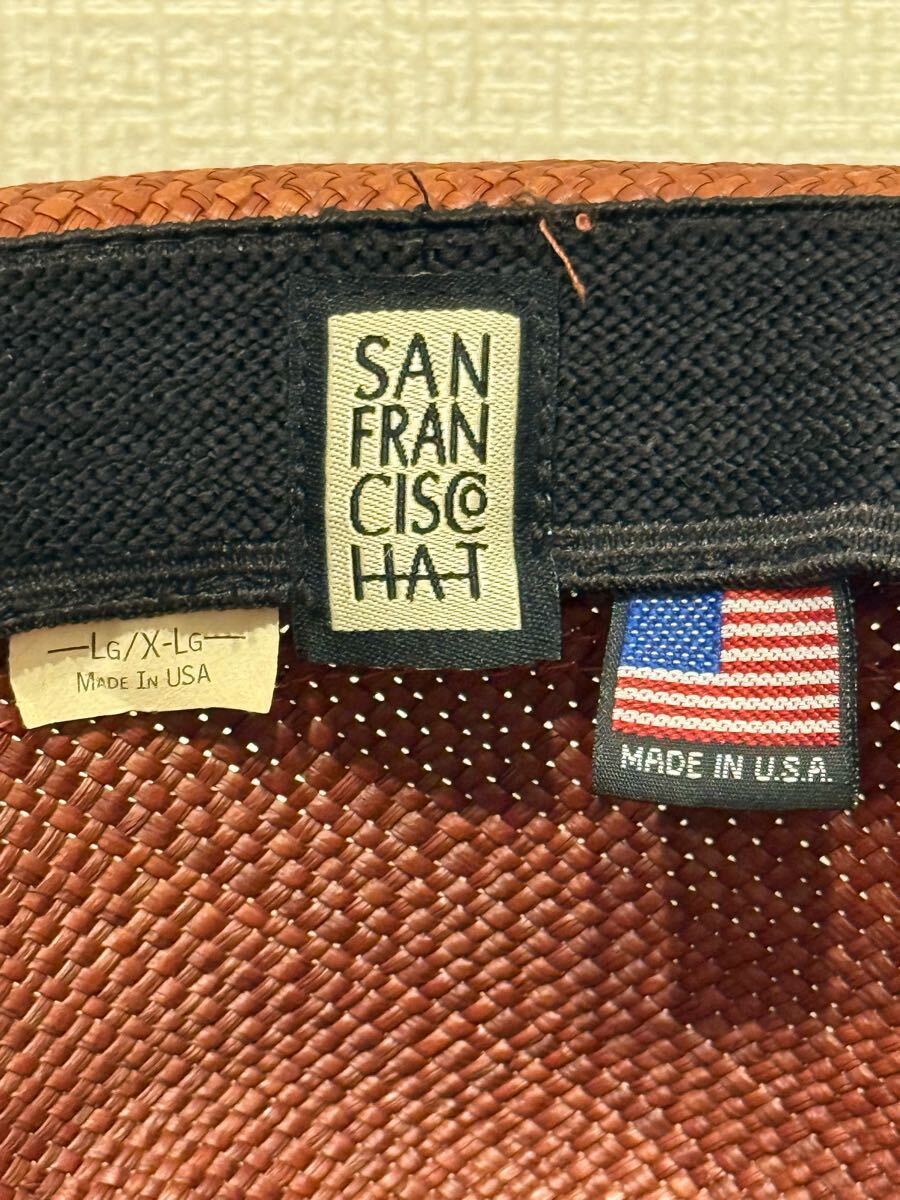 SAN
FRAN
CISCo
HAT
—LG/X-LG—
MADE IN USA
MADE IN U.S.A.